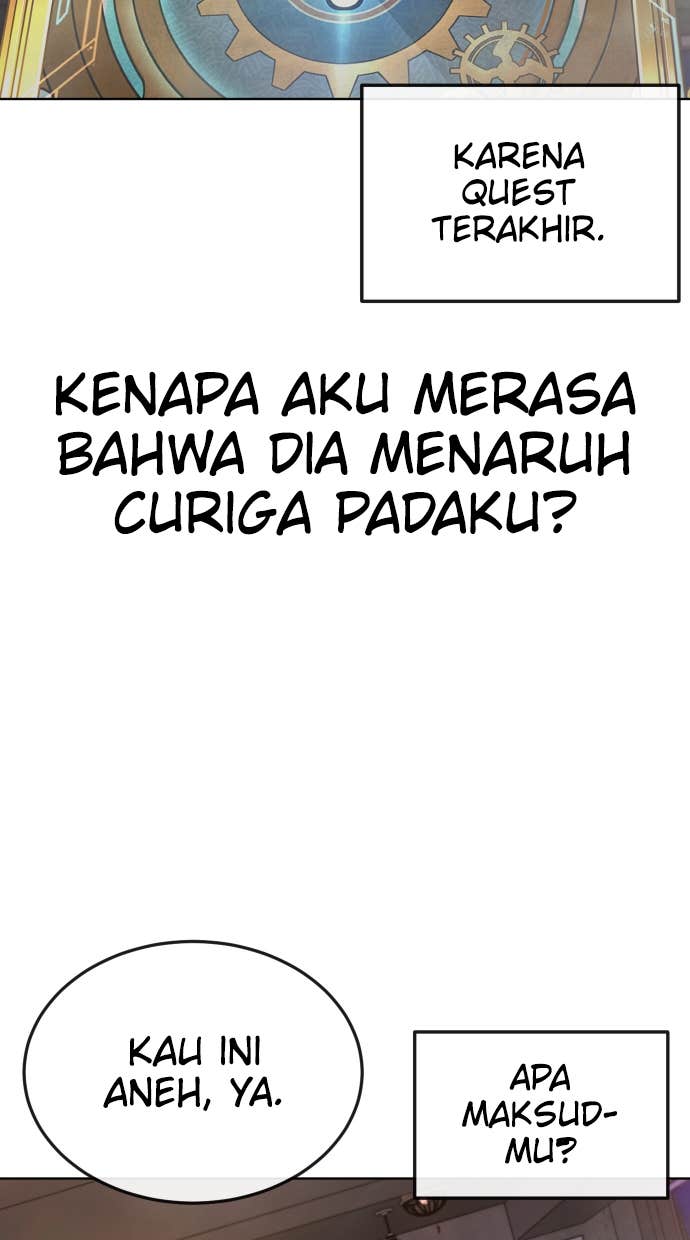 KARENA
QUEST
TERAKHIR.
KENAPA AKU MERASA
BAHWA DIA MENARUH
CURIGA PADAKU?
KAU INI
ANEH, YA.
APA
MAKSUD-
MU?